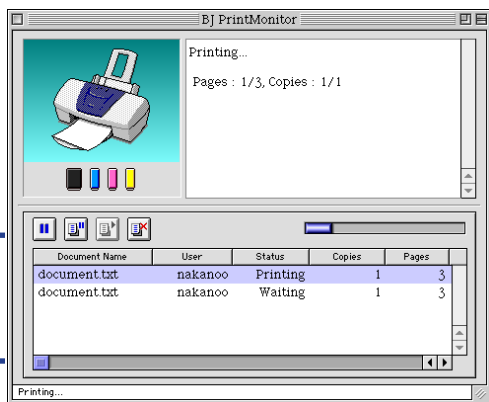 BJ PrintMonitor
Printing...
Pages : 1/3, Copies : 1/1
Document Name User Status Copies Pages
document.txt nakanoo Printing 1 3
document.txt nakanoo Waiting 1 3
Printing...